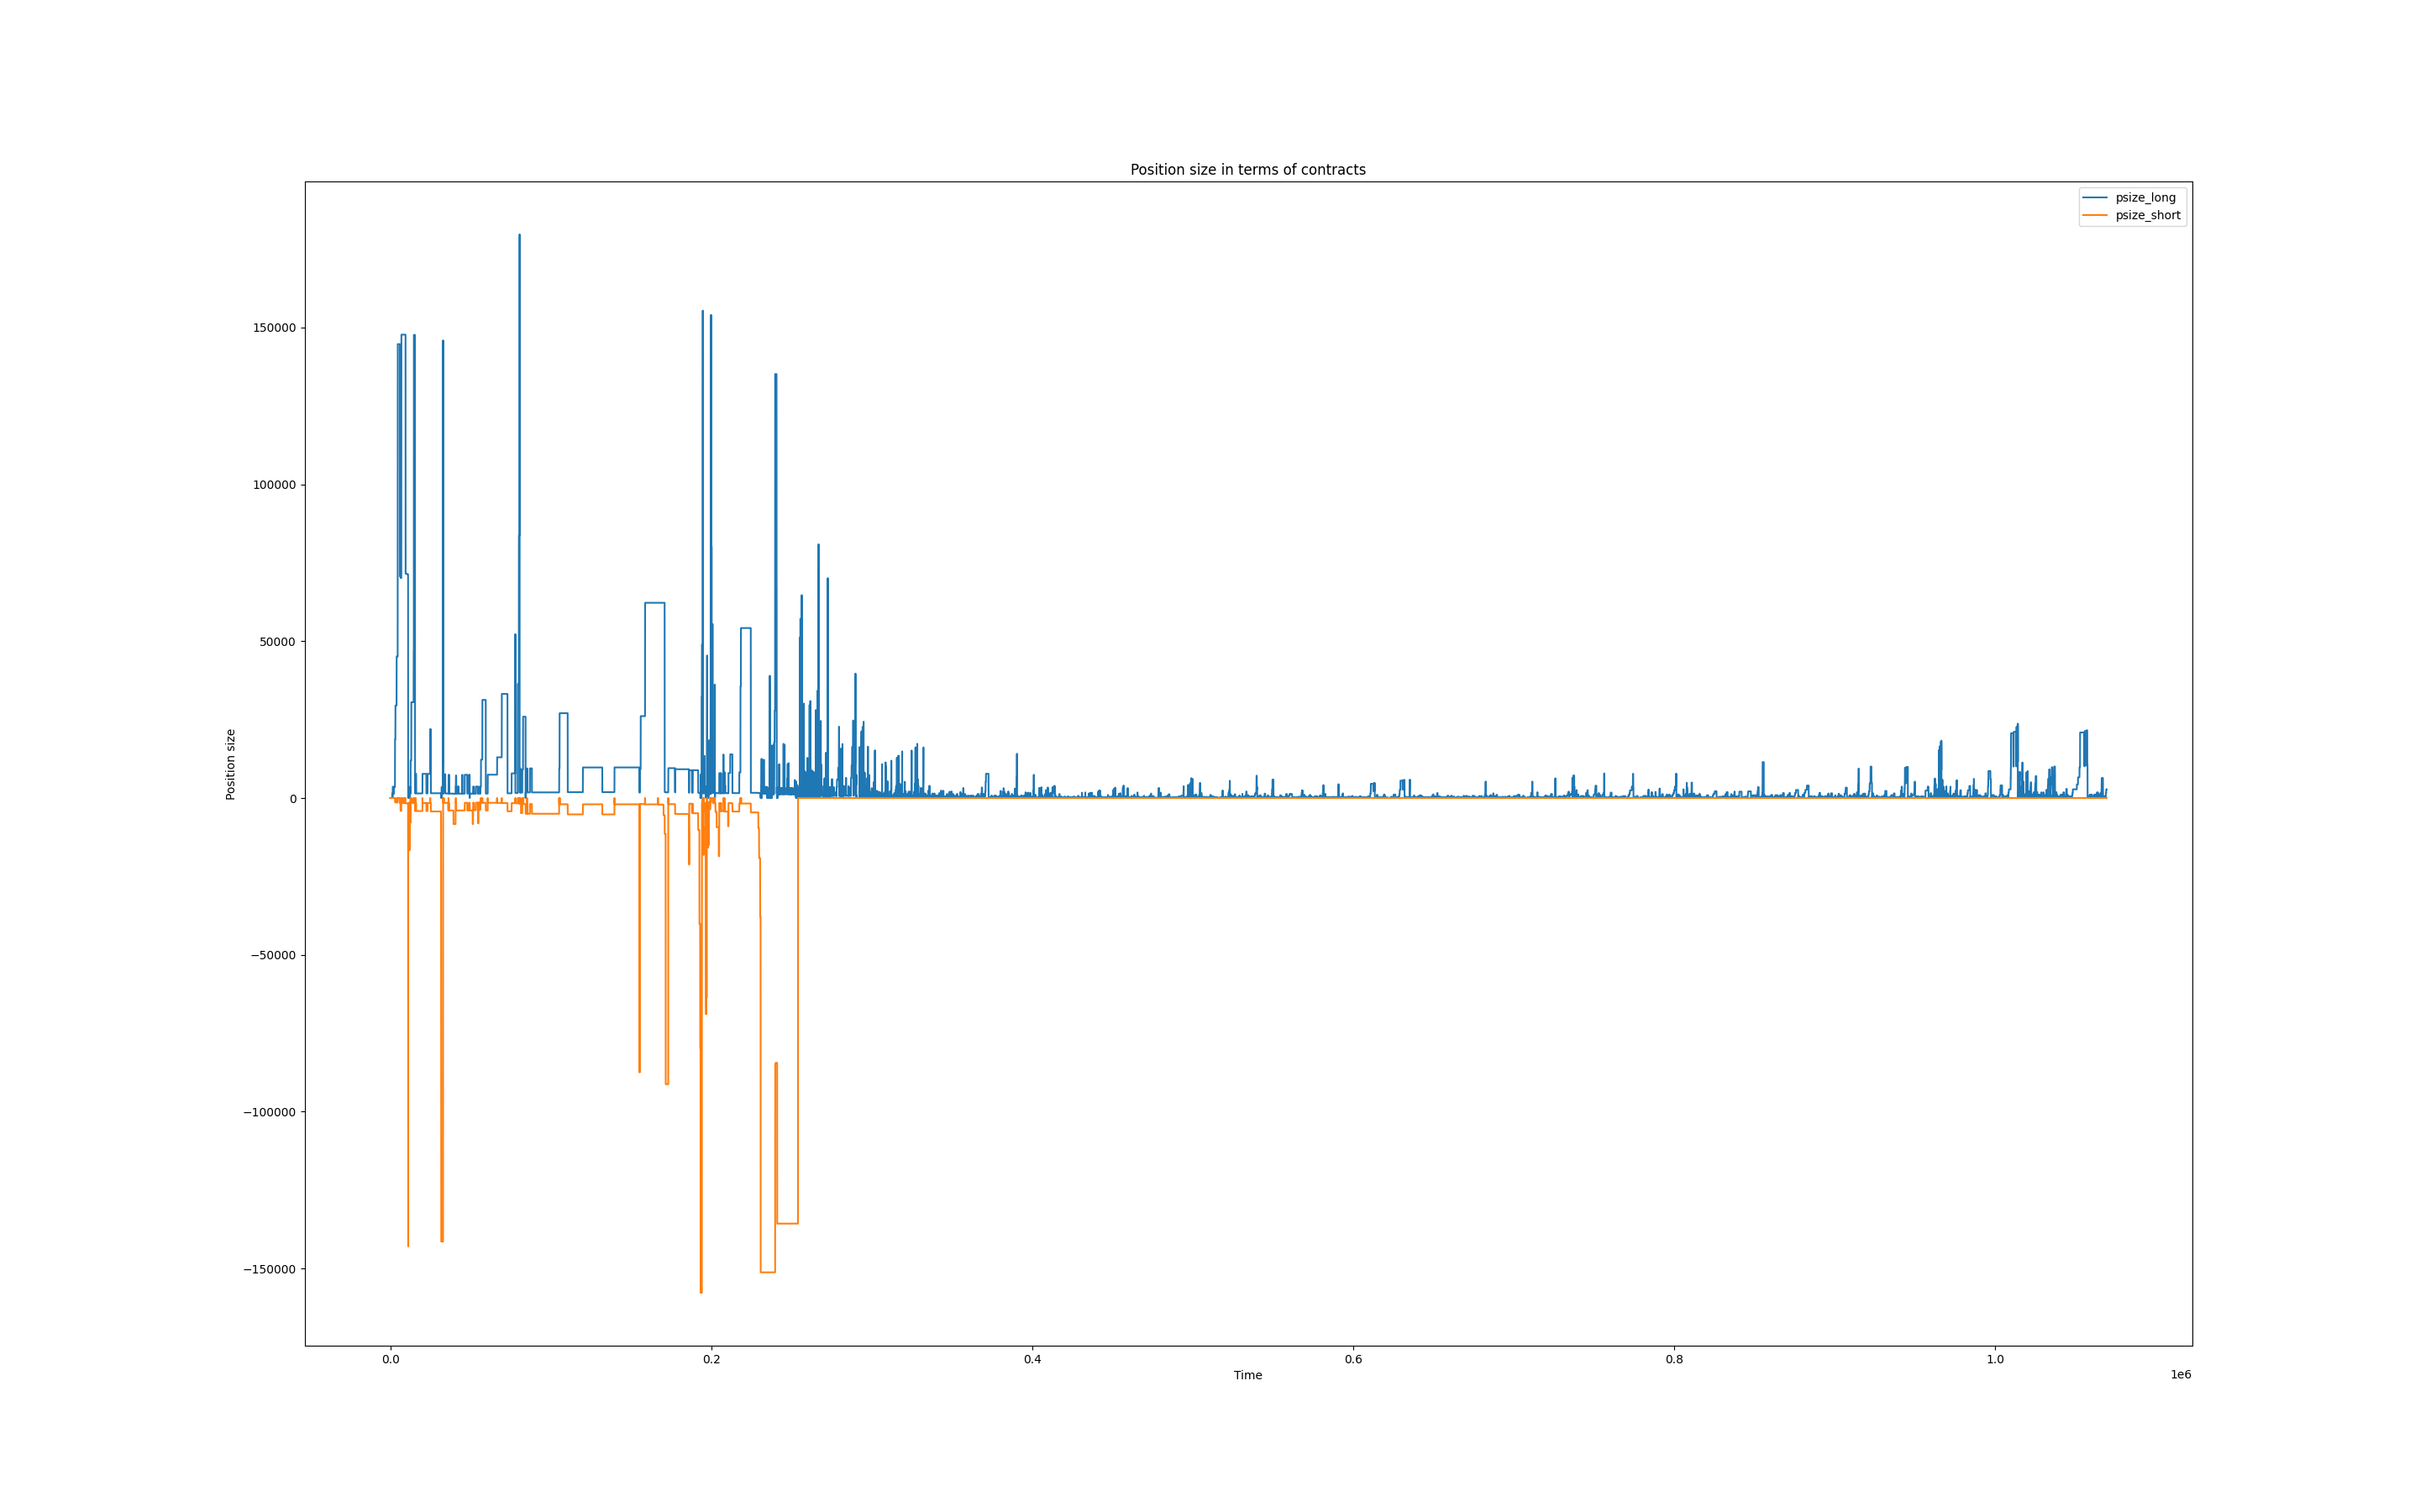 Position size in terms of contracts
psize_long
psize_short
150000
100000
50000
0
−50000
−100000
−150000
Position size
0.0
0.2
0.4
0.6
0.8
1.0
1e6
Time